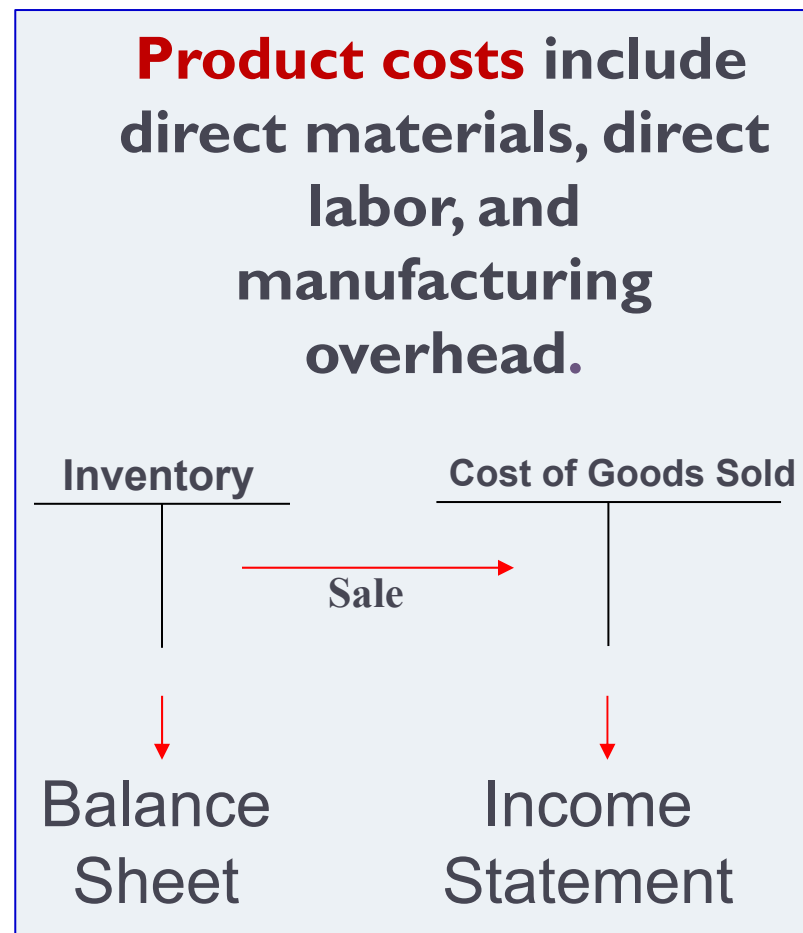 Product costs include
direct materials, direct
labor, and
manufacturing
overhead.
Inventory
Cost of Goods Sold
Sale
Balance
Sheet
Income
Statement